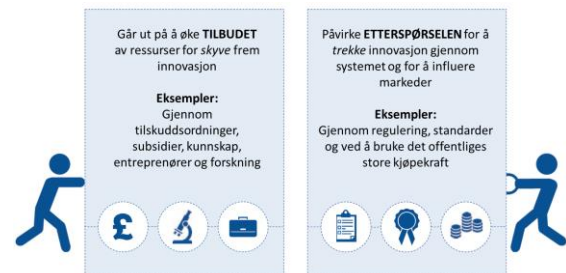 Går ut på å øke TILBUDET
av ressurser for skyve frem
innovasjon
Eksempler:
Gjennom
tilskuddsordninger,
subsidier, kunnskap,
entreprenører og forskning
£
Påvirke ETTERSPØRSELEN for å
trekke innovasjon gjennom
systemet og for å influere
markeder
Eksempler:
Gjennom regulering, standarder
og ved å bruke det offentliges
store kjøpekraft